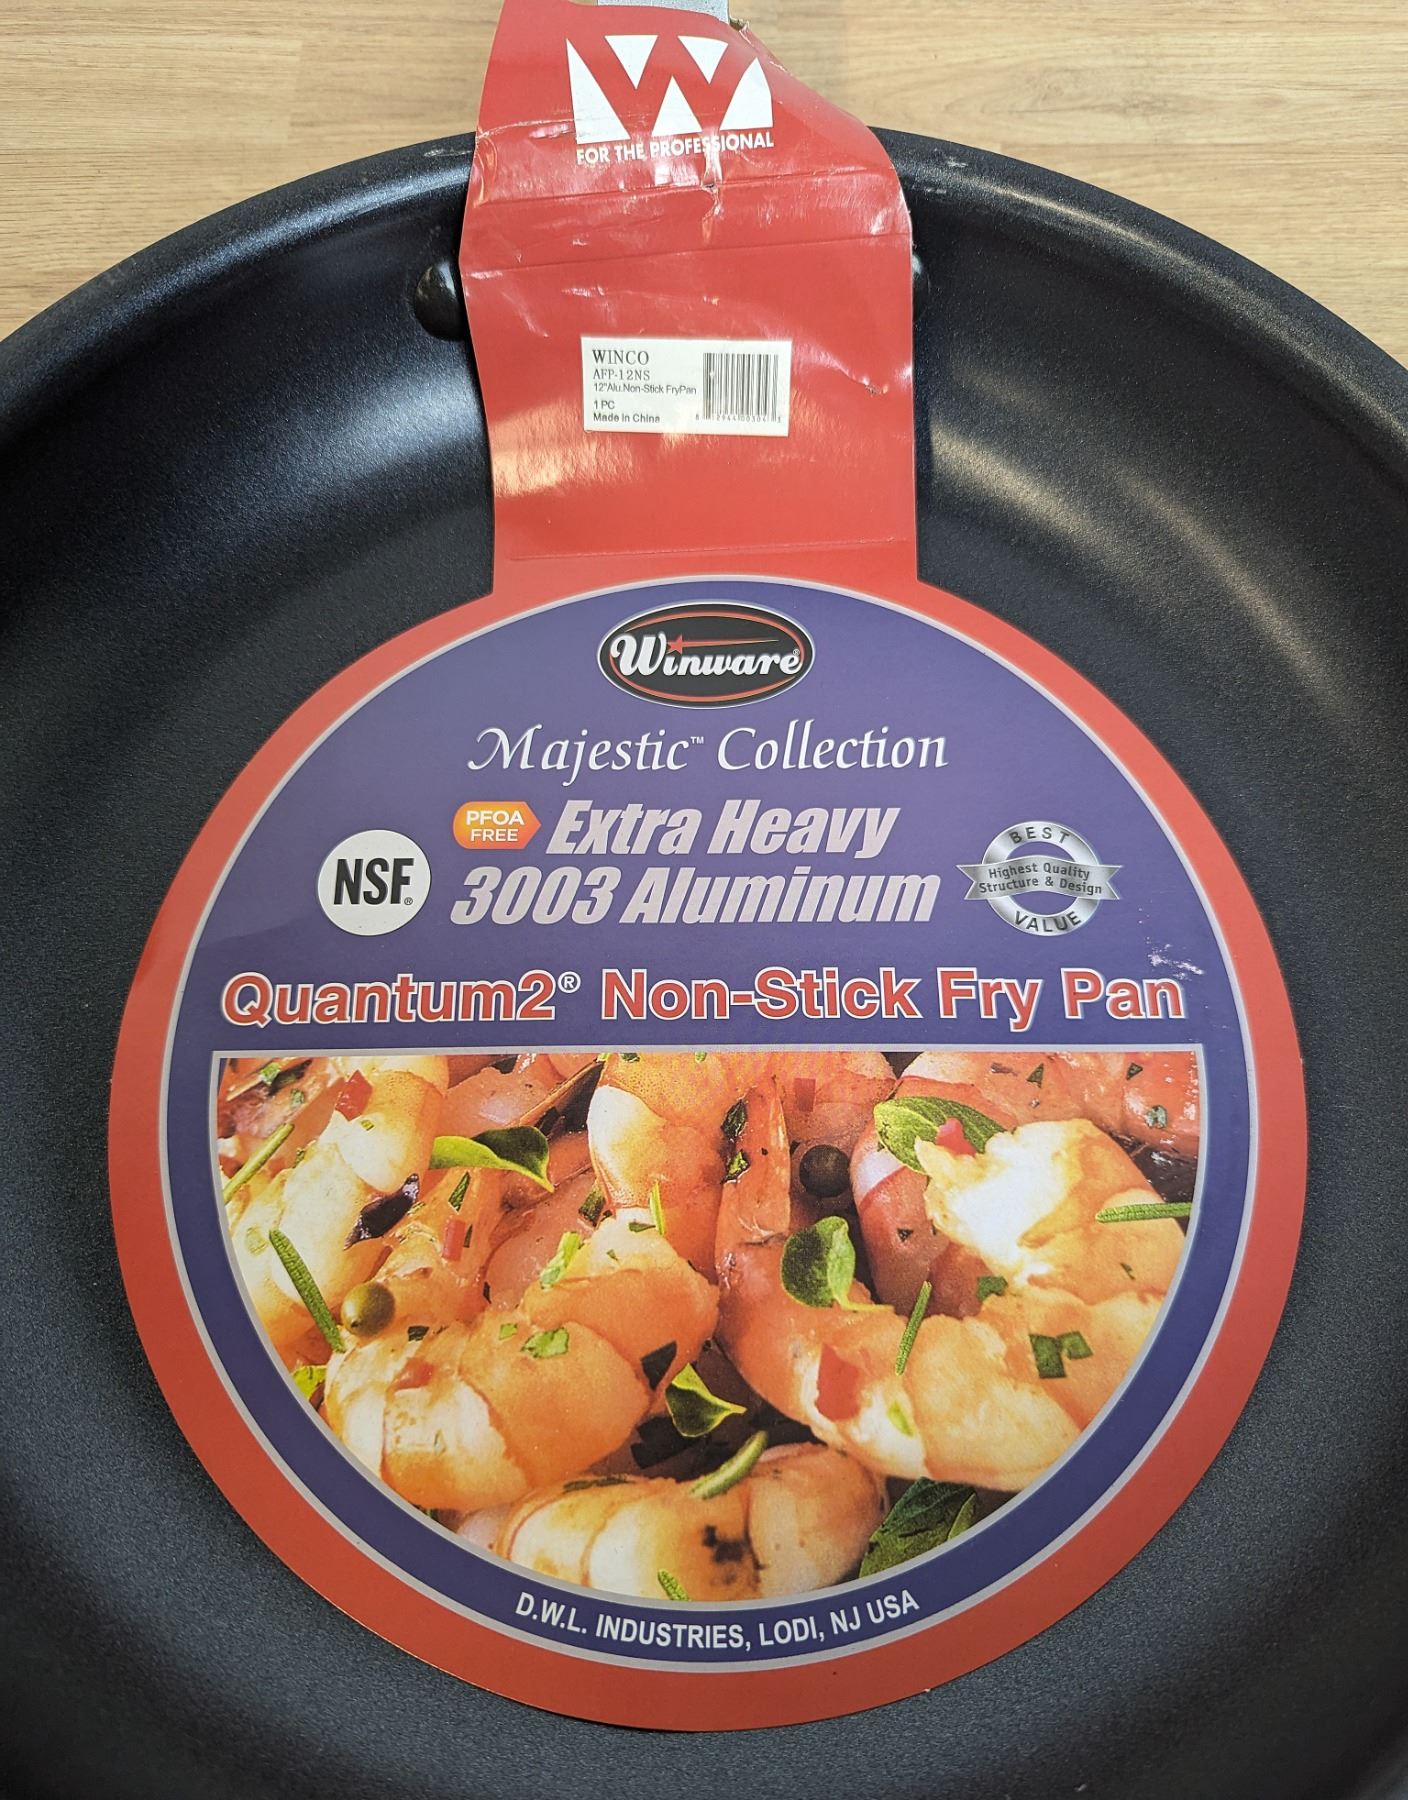 W
FOR THE PROFESSIONAL
WINCO
AFP-12NS
12"Alu.Non-Stick FryPan
1 PC
Made in China
Winware®
Majestic™ Collection
PFOA
FREE
Extra Heavy
3003 Aluminum
NSF®
BEST
Highest Quality
Structure & Design
VALUE
Quantum2® Non-Stick Fry Pan
D.W.L. INDUSTRIES, LODI, NJ USA